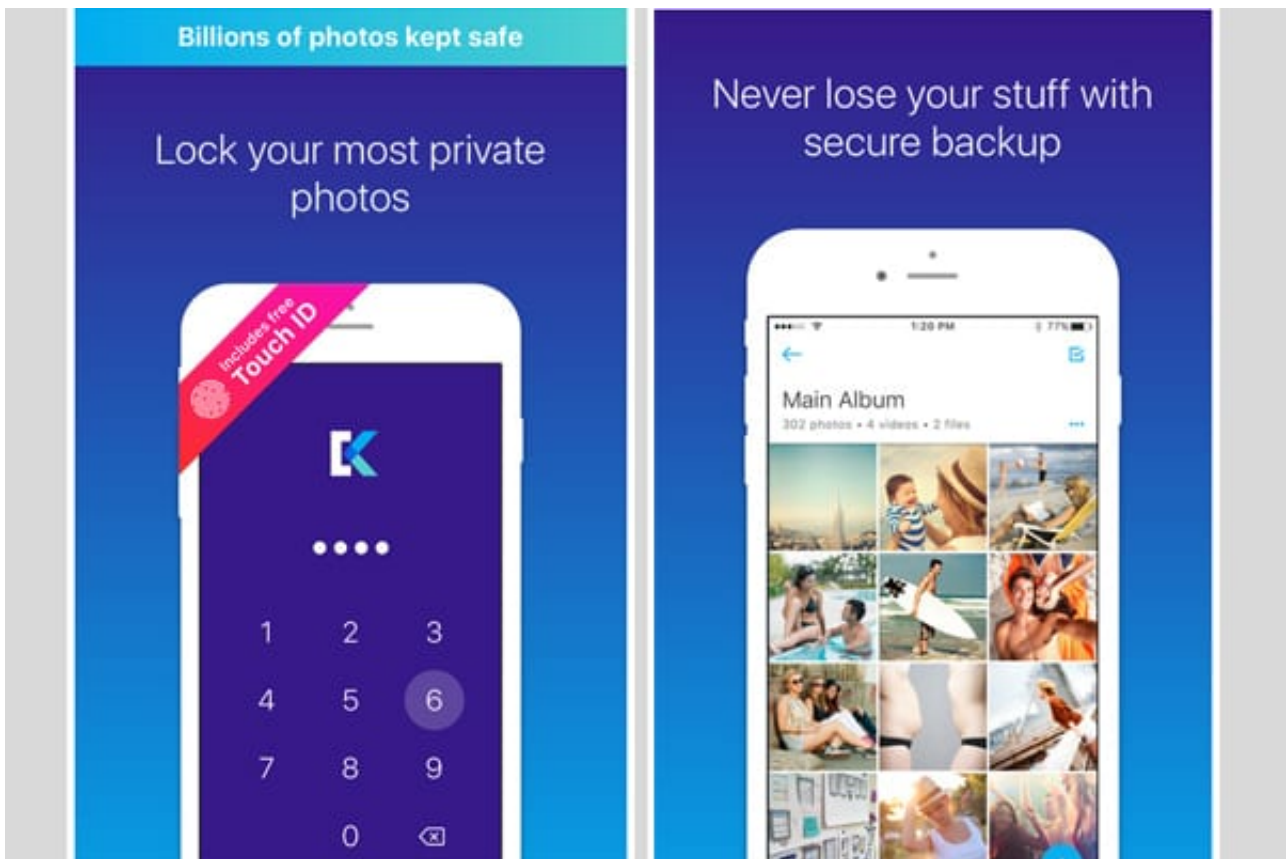 Billions of photos kept safe
Lock your most private
photos
Includes free
Touch ID
1 2 3
4 5 6
7 8 9
0
Never lose your stuff with
secure backup
1:20 PM
77%
Main Album
302 photos • 4 videos • 2 files